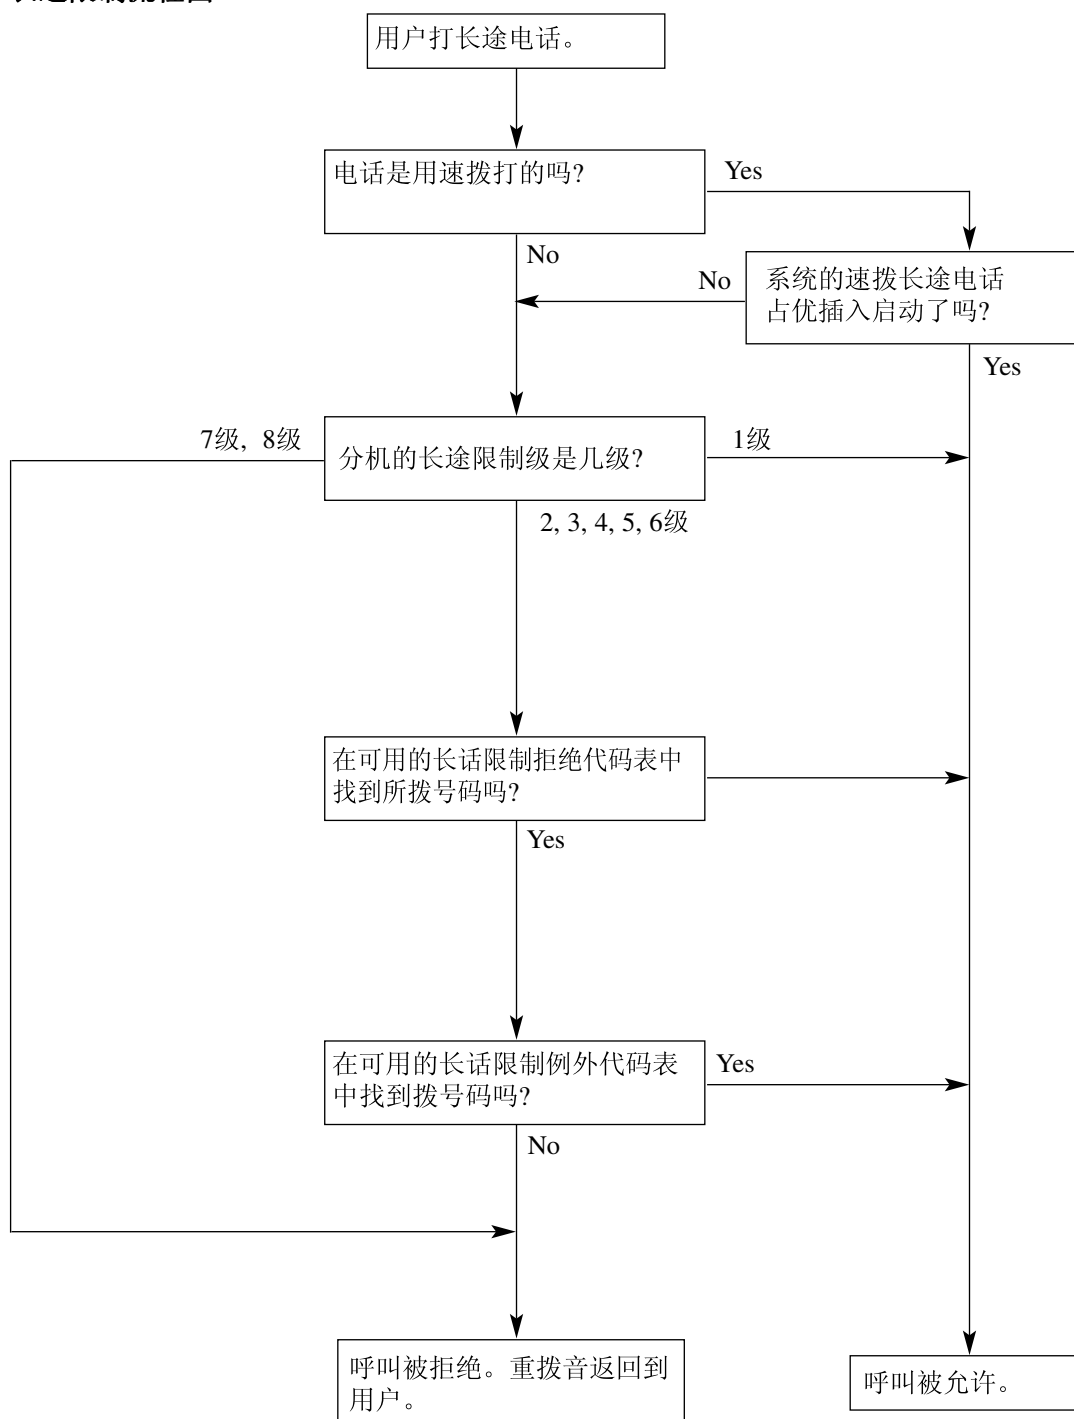 用户打长途电话。
电话是用速拨打的吗?
Yes
No
No
系统的速拨长途电话
占优插入启动了吗?
Yes
7级, 8级
分机的长途限制级是几级?
1级
2, 3, 4, 5, 6级
在可用的长话限制拒绝代码表中
找到所拨号码吗?
Yes
在可用的长话限制例外代码表
中找到拨号码吗?
Yes
No
呼叫被拒绝。重拨音返回到
用户。
呼叫被允许。